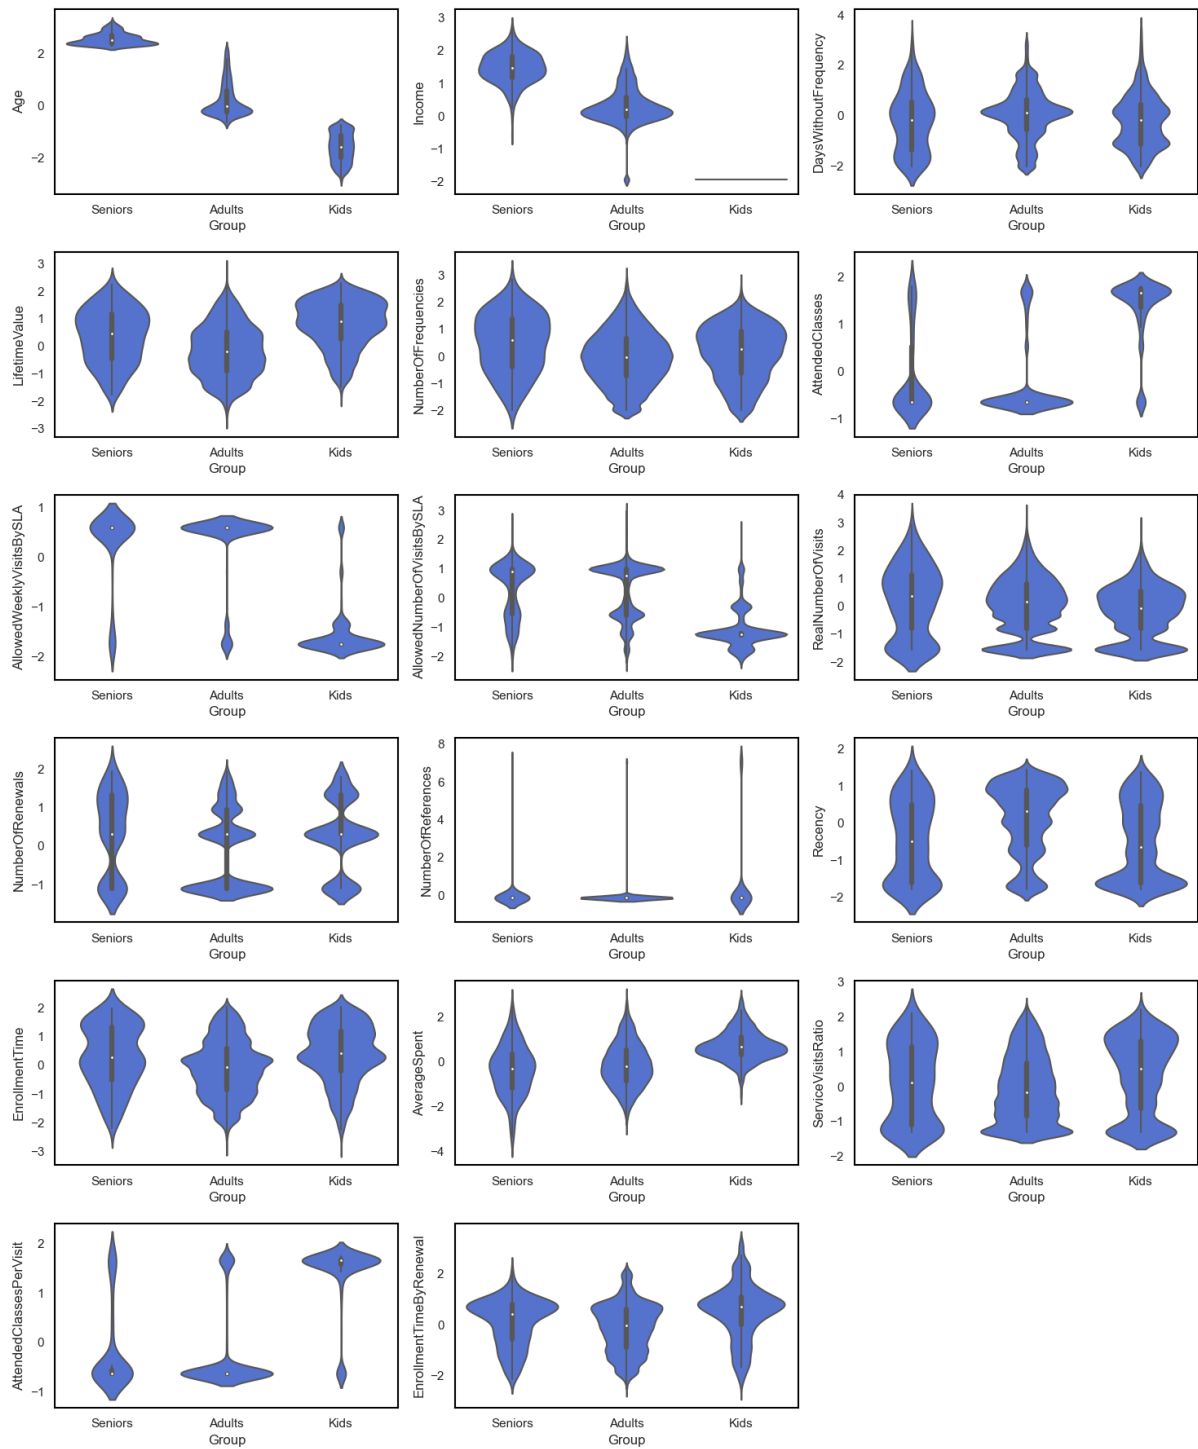 Age
2
0
−2
Seniors
Adults
Kids
Group
Income
3
2
1
0
−1
−2
Seniors
Adults
Kids
Group
DaysWithoutFrequency
4
2
0
−2
Seniors
Adults
Kids
Group
LifetimeValue
3
2
1
0
−1
−2
−3
Seniors
Adults
Kids
Group
NumberOfFrequencies
3
2
1
0
−1
−2
Seniors
Adults
Kids
Group
AttendedClasses
2
1
0
−1
Seniors
Adults
Kids
Group
AllowedWeeklyVisitsBySLA
1
0
−1
−2
Seniors
Adults
Kids
Group
AllowedNumberOfVisitsBySLA
3
2
1
0
−1
−2
Seniors
Adults
Kids
Group
RealNumberOfVisits
4
3
2
1
0
−1
−2
Seniors
Adults
Kids
Group
NumberOfRenewals
2
1
0
−1
Seniors
Adults
Kids
Group
NumberOfReferences
8
6
4
2
0
Seniors
Adults
Kids
Group
Recency
2
1
0
−1
−2
Seniors
Adults
Kids
Group
EnrollmentTime
2
1
0
−1
−2
−3
Seniors
Adults
Kids
Group
AverageSpent
2
0
−2
−4
Seniors
Adults
Kids
Group
ServiceVisitsRatio
3
2
1
0
−1
−2
Seniors
Adults
Kids
Group
AttendedClassesPerVisit
2
1
0
−1
Seniors
Adults
Kids
Group
EnrollmentTimeByRenewal
2
0
−2
Seniors
Adults
Kids
Group